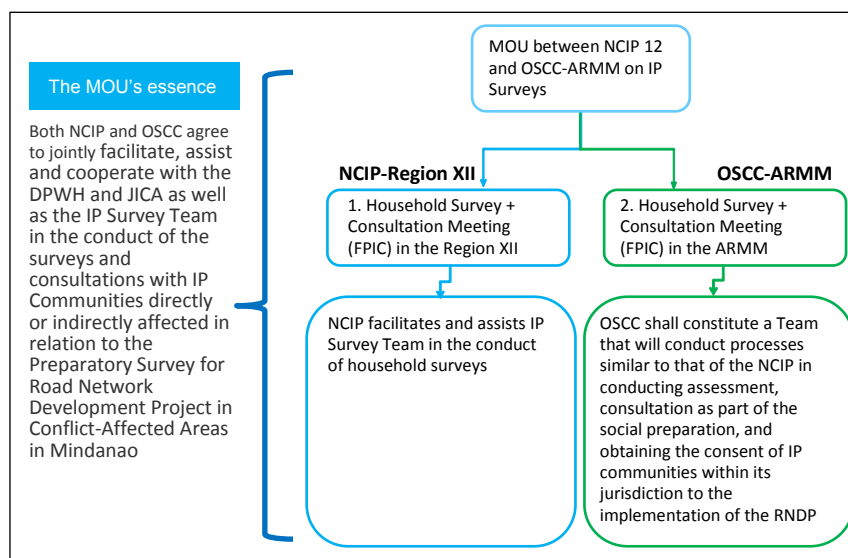 The MOU's essence
Both NCIP and OSCC agree
to jointly facilitate, assist
and cooperate with the
DPWH and JICA as well
as the IP Survey Team
in the conduct of the
surveys and
consultations with IP
Communities directly
or indirectly affected in
relation to the
Preparatory Survey for
Road Network
Development Project in
Conflict-Affected Areas
in Mindanao
MOU between NCIP 12
and OSCC-ARMM on IP
Surveys
NCIP-Region XII
1. Household Survey +
Consultation Meeting
(FPIC) in the Region XII
NCIP facilitates and assists IP
Survey Team in the conduct
of household surveys
OSCC-ARMM
2. Household Survey +
Consultation Meeting
(FPIC) in the ARMM
OSCC shall constitute a Team
that will conduct processes
similar to that of the NCIP in
conducting assessment,
consultation as part of the
social preparation, and
obtaining the consent of IP
communities within its
jurisdiction to the
implementation of the RNDP